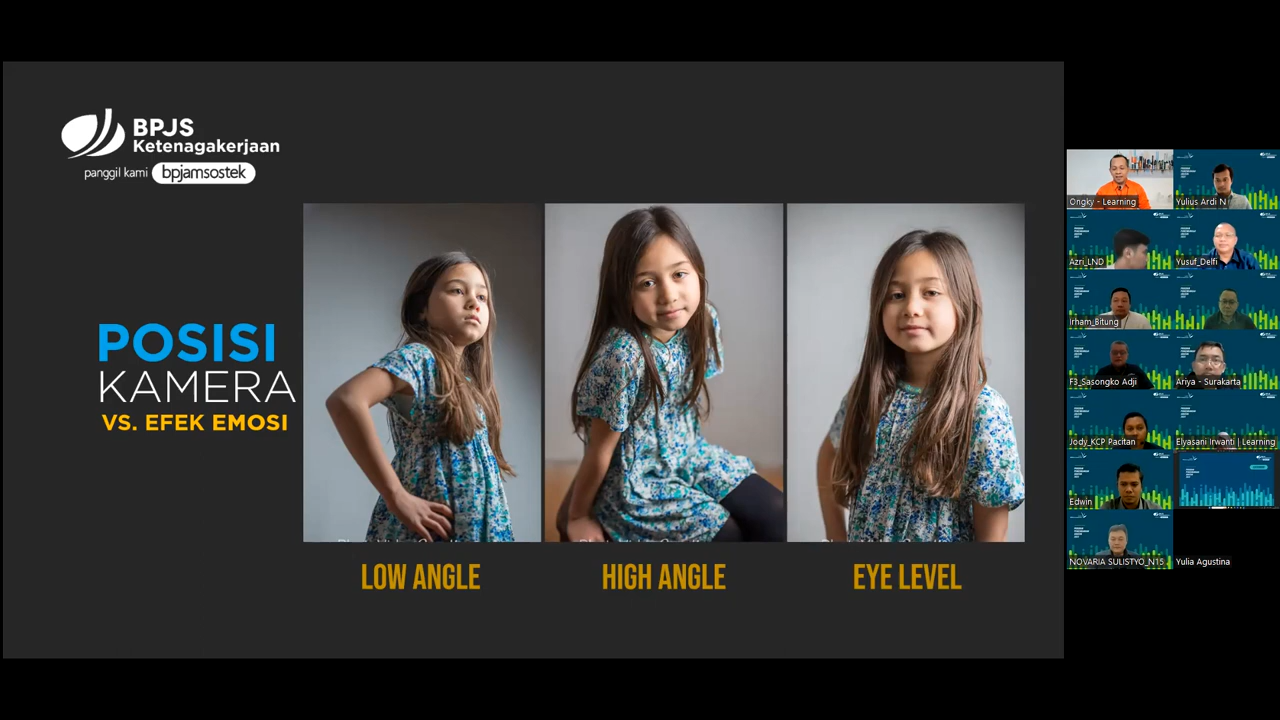 BPJS
Ketenagakerjaan
panggil kami bpjamsostek
POSISI
KAMERA
VS. EFEK EMOSI
LOW ANGLE
HIGH ANGLE
EYE LEVEL
Ongky - Learning
Yulius Ardi N
Azri_LND
Yusuf_Delfi
Irham_Bitung
F3_Sasongko Adji
Ariya - Surakarta
Jody_KCP Pacitan
Elyasani Irwanti | Learning
Edwin
NOVARIA SULISTYO_N15...
Yulia Agustina